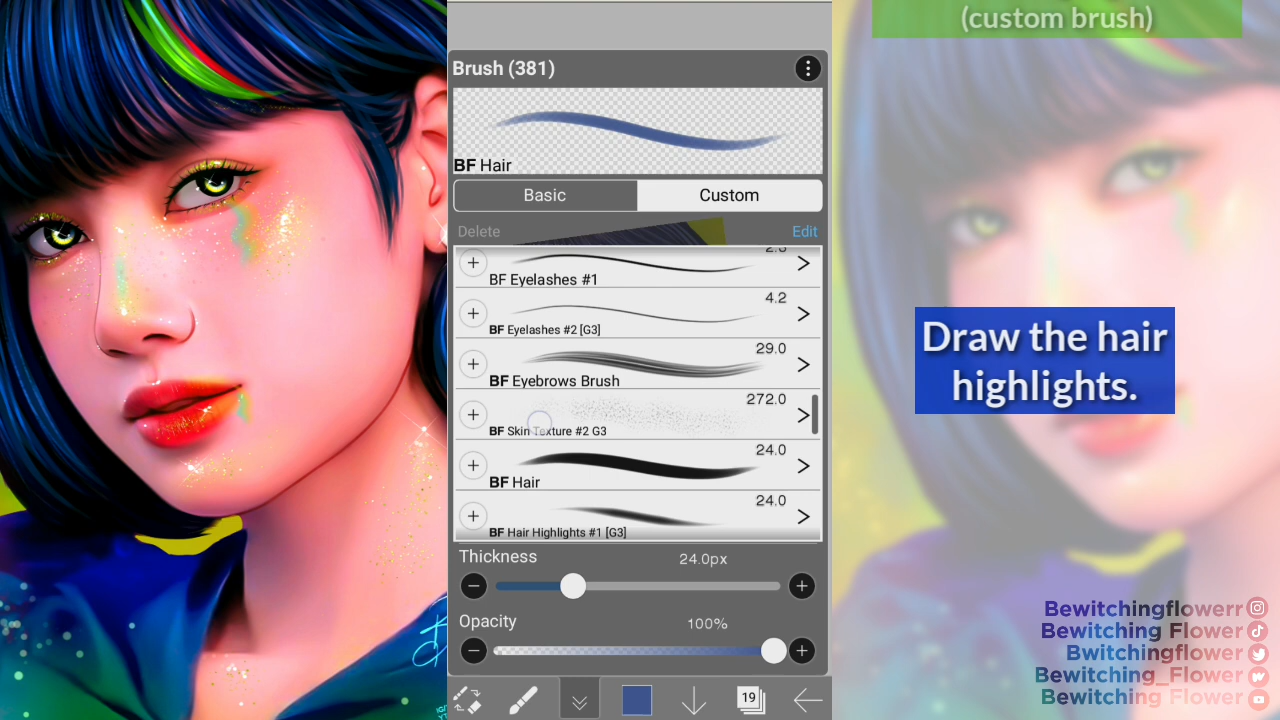 (custom brush)
Brush (381)
BF Hair
Basic
Custom
Delete
Edit
BF Eyelashes #1
4.2
BF Eyelashes #2 [G3]
29.0
BF Eyebrows Brush
272.0
BF Skin Texture #2 G3
24.0
BF Hair
24.0
BF Hair Highlights #1 [G3]
Thickness
24.0px
Opacity
100%
19
Draw the hair
highlights.
Bewitchingflowerr
Bewitching Flower
Bwitchingflower
Bewitching_Flower
Bewitching Flower